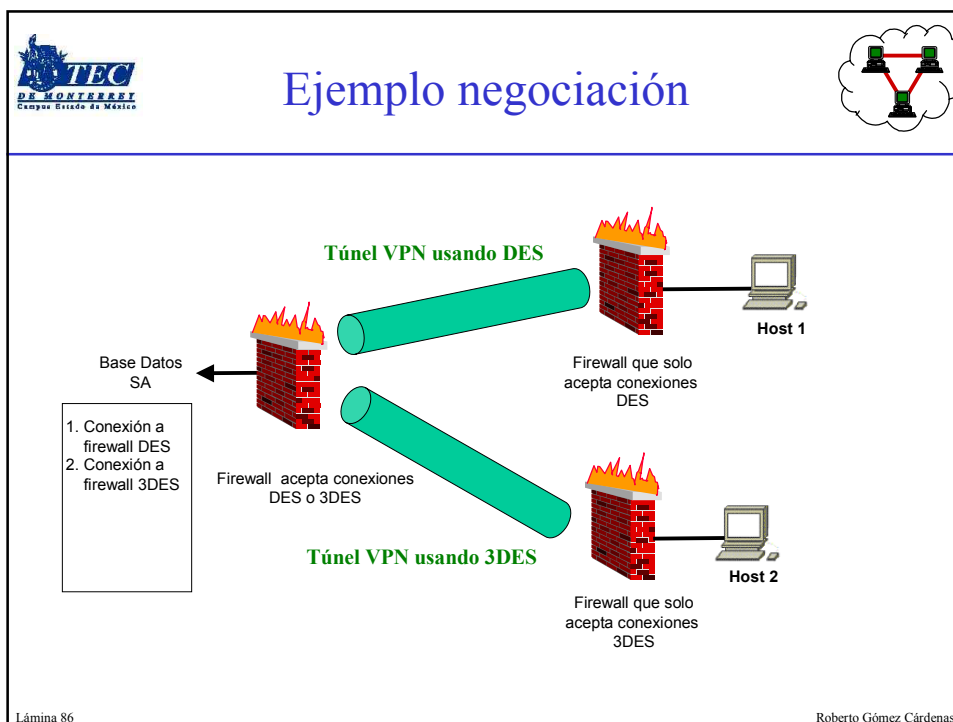 TEC
DE MONTERREY
Campus Estado de México
Ejemplo negociación
Túnel VPN usando DES
Host 1
Base Datos
SA
Firewall que solo
acepta conexiones
DES
1. Conexión a
firewall DES
2. Conexión a
firewall 3DES
Firewall acepta conexiones
DES o 3DES
Túnel VPN usando 3DES
Host 2
Firewall que solo
acepta conexiones
3DES
Lámina 86
Roberto Gómez Cárdenas